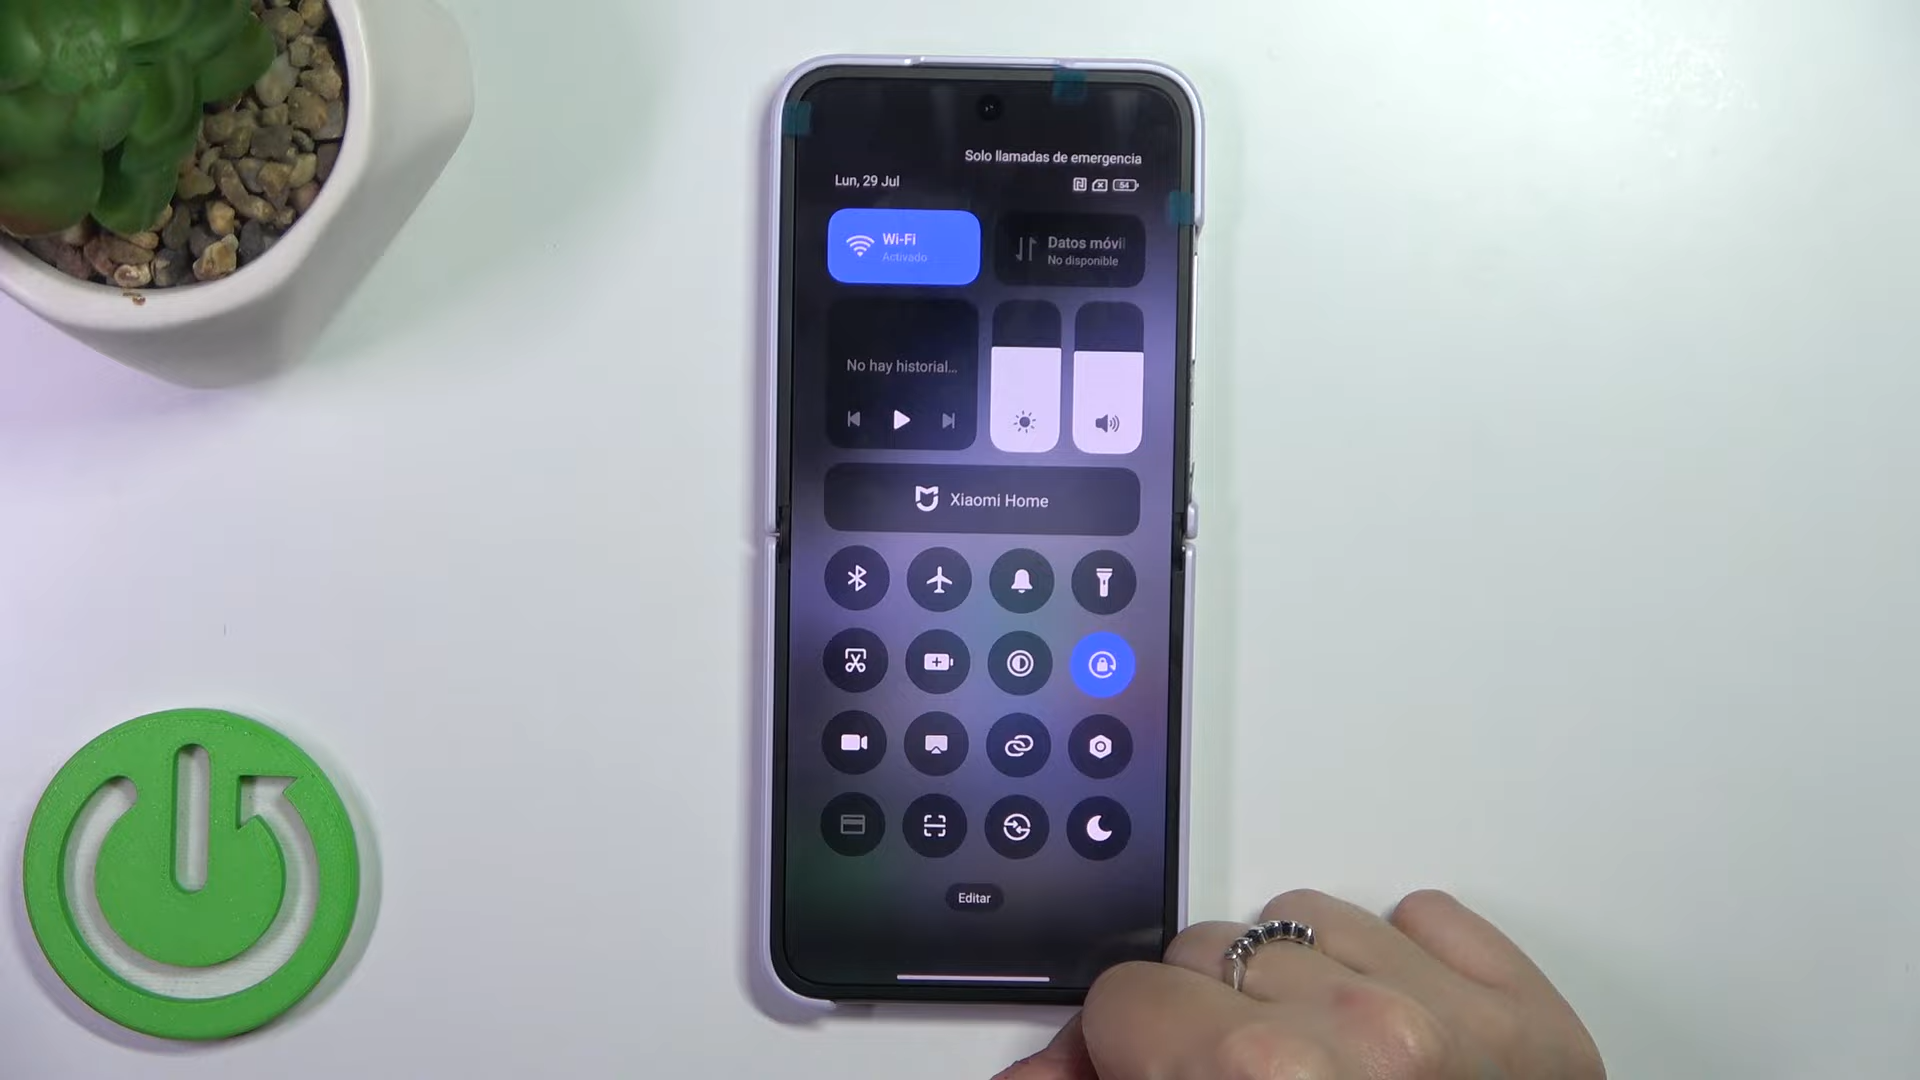 Solo llamadas de emergencia
Lun, 29 Jul
54
Wi-Fi
Activado
Datos móvil
No disponible
No hay historial...
Xiaomi Home
Editar